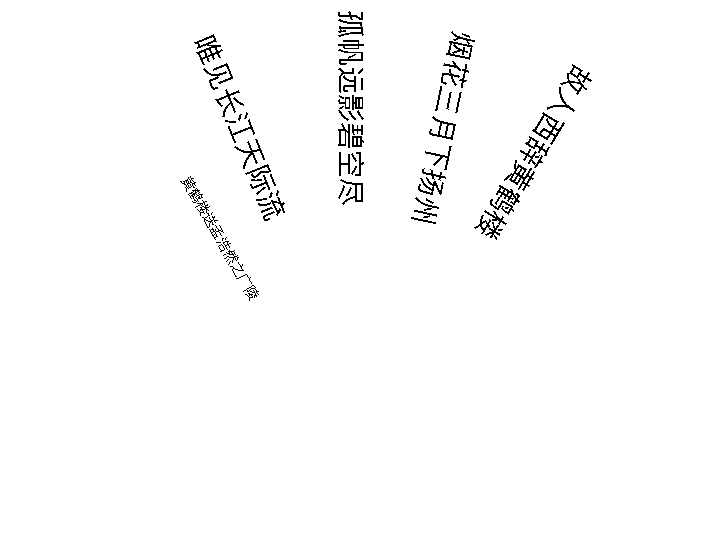 故人西辞黄鹤楼
烟花三月下扬州
孤帆远影碧空尽
唯见长江天际流
黄鹤楼送孟浩然之广陵